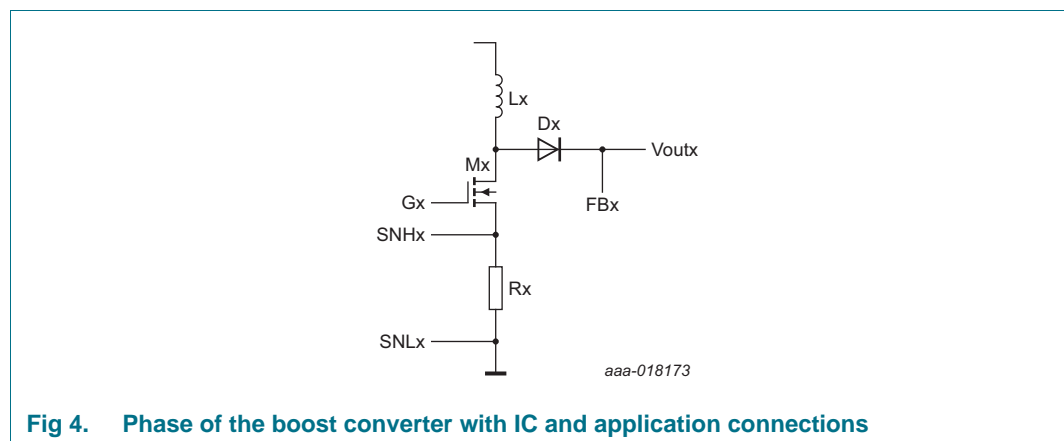 Lx
Dx
Voutx
Mx
FBx
Gx
SNHx
Rx
SNLx
aaa-018173
Fig 4. Phase of the boost converter with IC and application connections